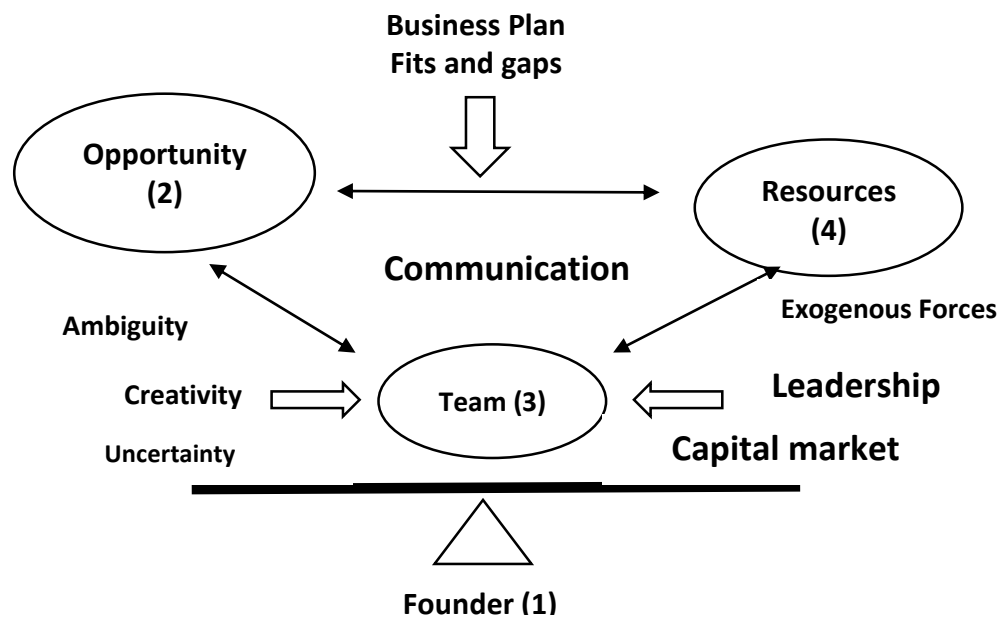 Business Plan
Fits and gaps
Opportunity
(2)
Resources
(4)
Communication
Exogenous Forces
Ambiguity
Creativity
Team (3)
Leadership
Uncertainty
Capital market
Founder (1)